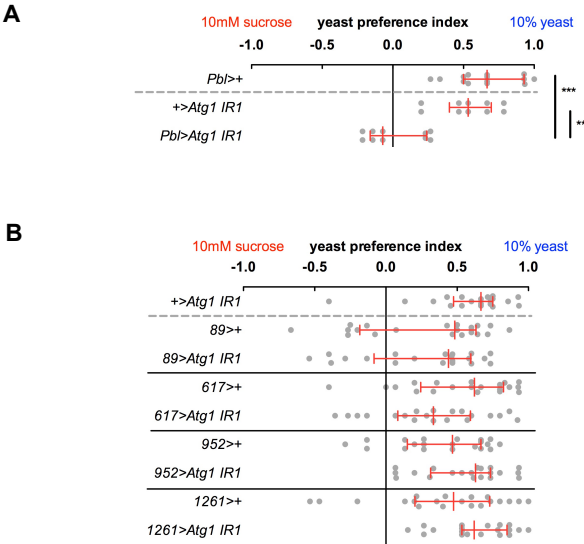 A
10mM sucrose yeast preference index 10% yeast
-1.0 -0.5 0.0 0.5 1.0
Pbl>+
+>Atg1 IR1
Pbl>Atg1 IR1
***
**
B
10mM sucrose yeast preference index 10% yeast
-1.0 -0.5 0.0 0.5 1.0
+>Atg1 IR1
89>+
89>Atg1 IR1
617>+
617>Atg1 IR1
952>+
952>Atg1 IR1
1261>+
1261>Atg1 IR1